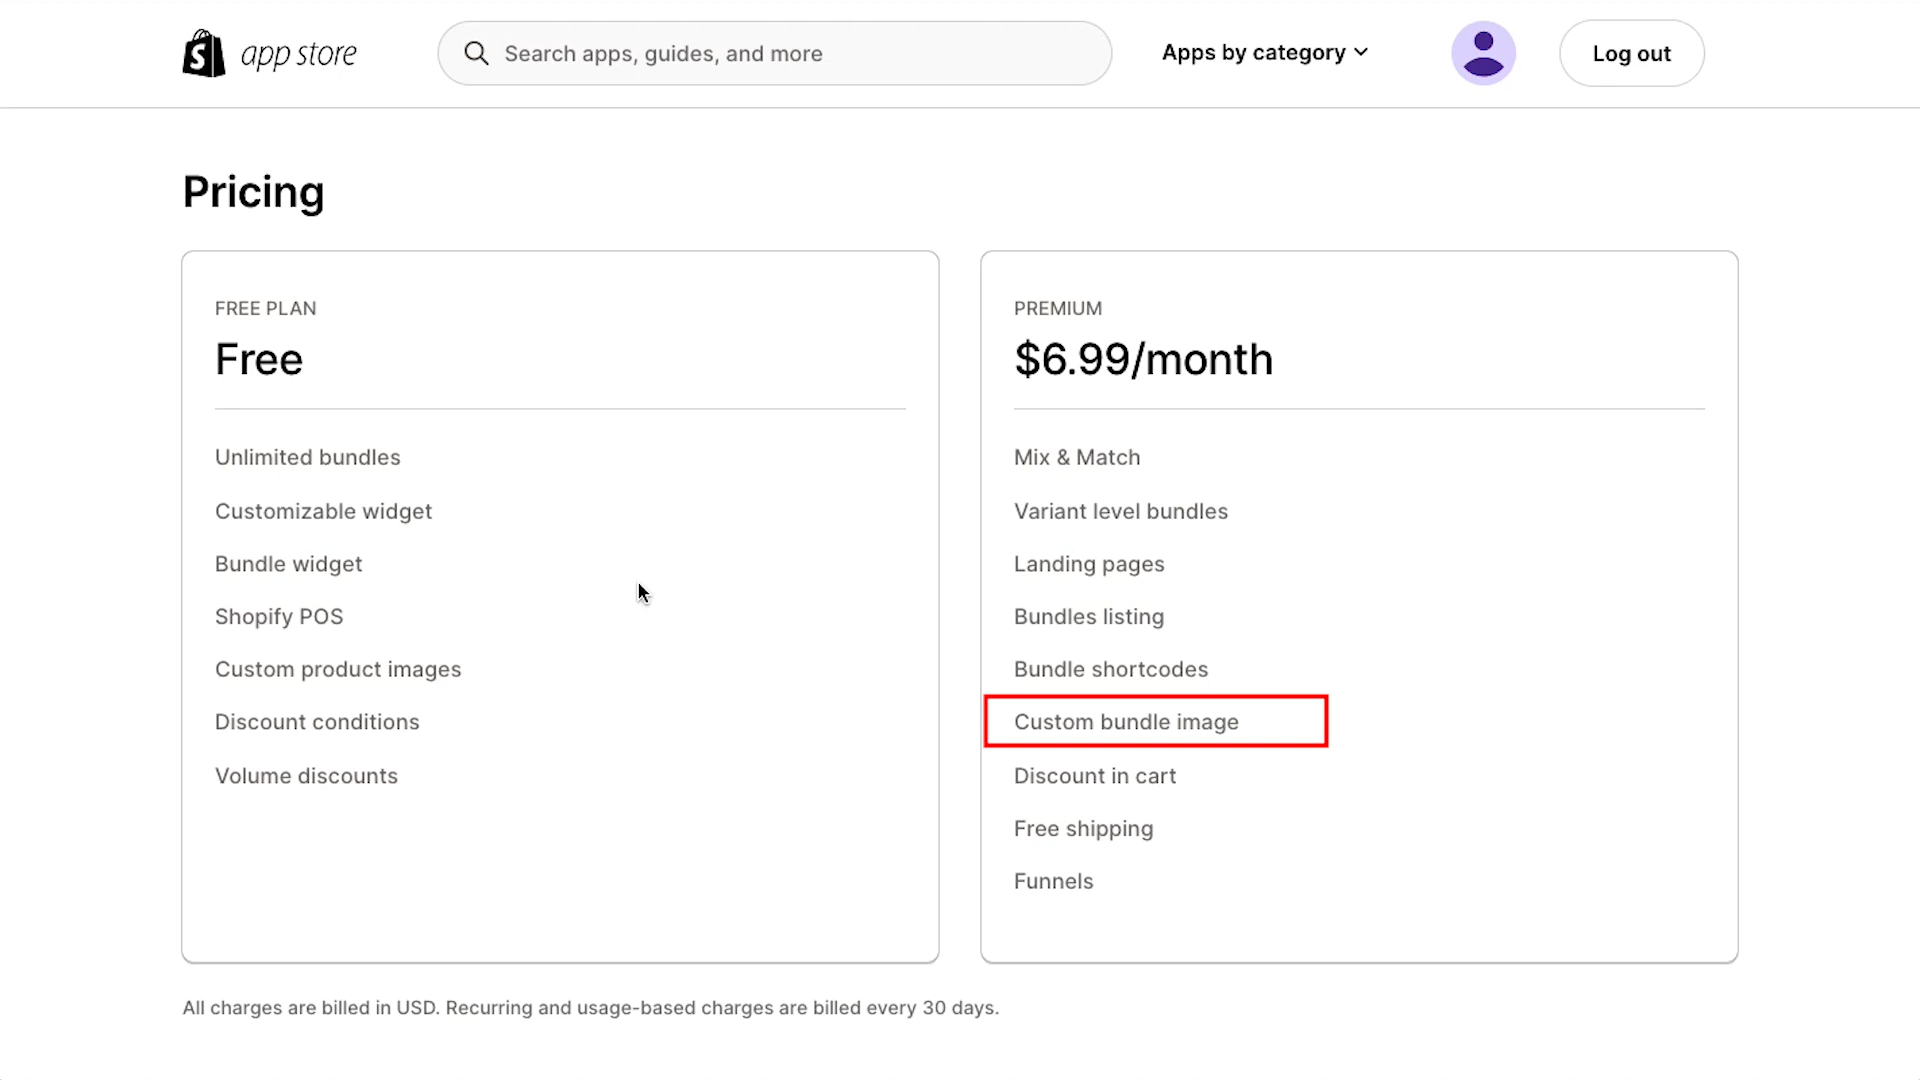 app store
Search apps, guides, and more
Apps by category
Log out
Pricing
FREE PLAN
Free
Unlimited bundles
Customizable widget
Bundle widget
Shopify POS
Custom product images
Discount conditions
Volume discounts
PREMIUM
$6.99/month
Mix & Match
Variant level bundles
Landing pages
Bundles listing
Bundle shortcodes
Custom bundle image
Discount in cart
Free shipping
Funnels
All charges are billed in USD. Recurring and usage-based charges are billed every 30 days.